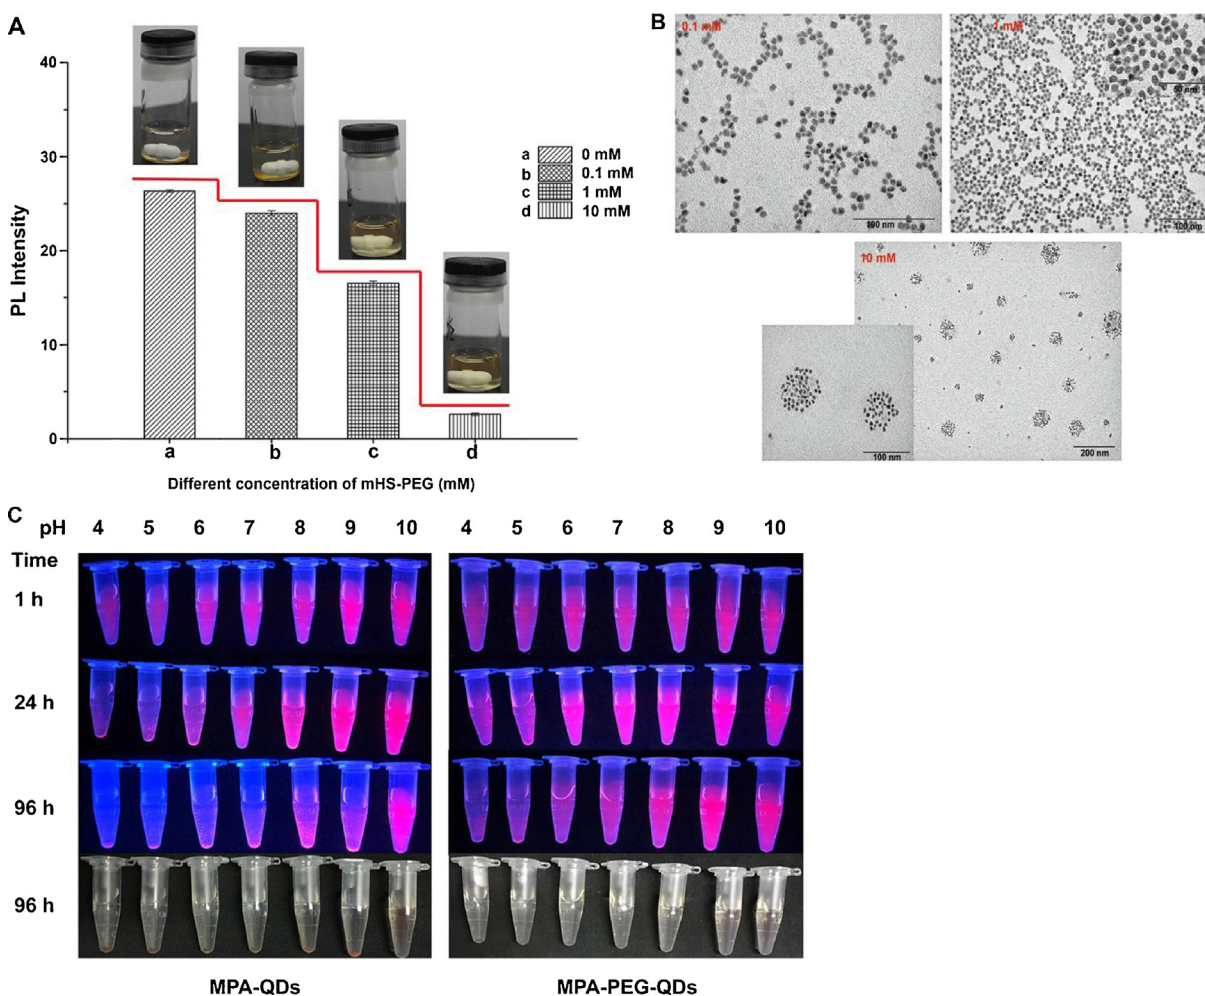 A
40
30
20
10
0
PL Intensity
a 0 mM
b 0.1 mM
c 1 mM
d 10 mM
a b c d
Different concentration of mHS-PEG (mM)
B
0.1 mM
100 nm
1 mM
50 nm
100 nm
10 mM
100 nm
200 nm
C
pH 4 5 6 7 8 9 10 4 5 6 7 8 9 10
Time
1 h
24 h
96 h
96 h
MPA-QDs MPA-PEG-QDs